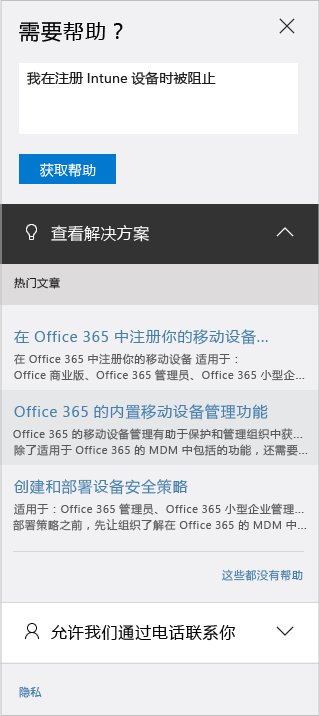 需要帮助？
我在注册 Intune 设备时被阻止
获取帮助
查看解决方案
热门文章
在 Office 365 中注册你的移动设备...
在 Office 365 中注册你的移动设备 适用于：
Office 商业版、Office 365 管理员、Office 365 小型企...
Office 365 的内置移动设备管理功能
Office 365 的移动设备管理有助于保护和管理组织中获...
除了适用于 Office 365 的 MDM 中包括的功能，还需要...
创建和部署设备安全策略
适用于：Office 365 管理员、Office 365 小型企业管理...
部署策略之前，先让组织了解在 Office 365 的 MDM 中...
这些都没有帮助
允许我们通过电话联系你
隐私